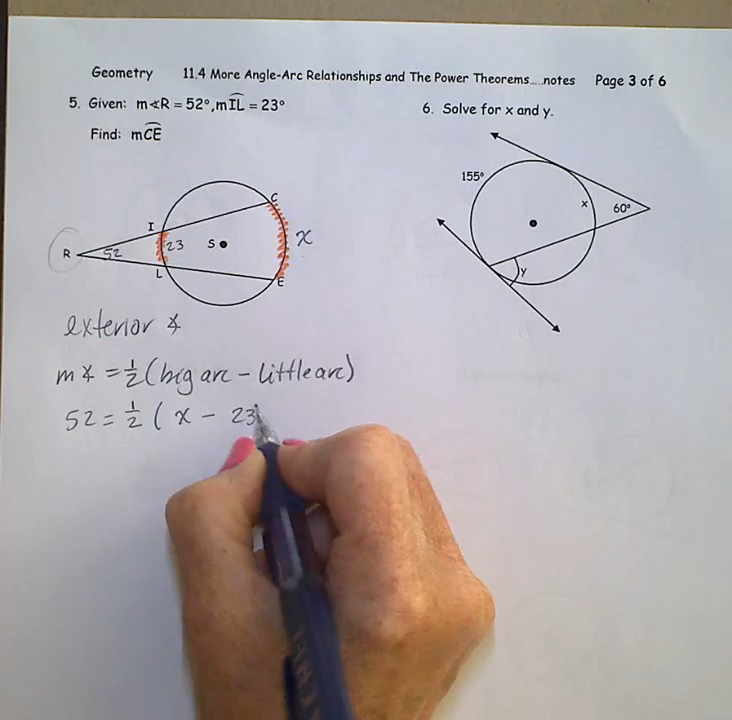 Geometry 11.4 More Angle-Arc Relationships and The Power Theorems.....notes Page 3 of 6
5. Given: m∢R = 52°, mIL = 23°
Find: mCE
6. Solve for x and y.
155°
x
60°
y
C
I
R
52
23
S
x
L
E
exterior ∢
m∢ = 1/2 (big arc - little arc)
52 = 1/2 ( x - 23